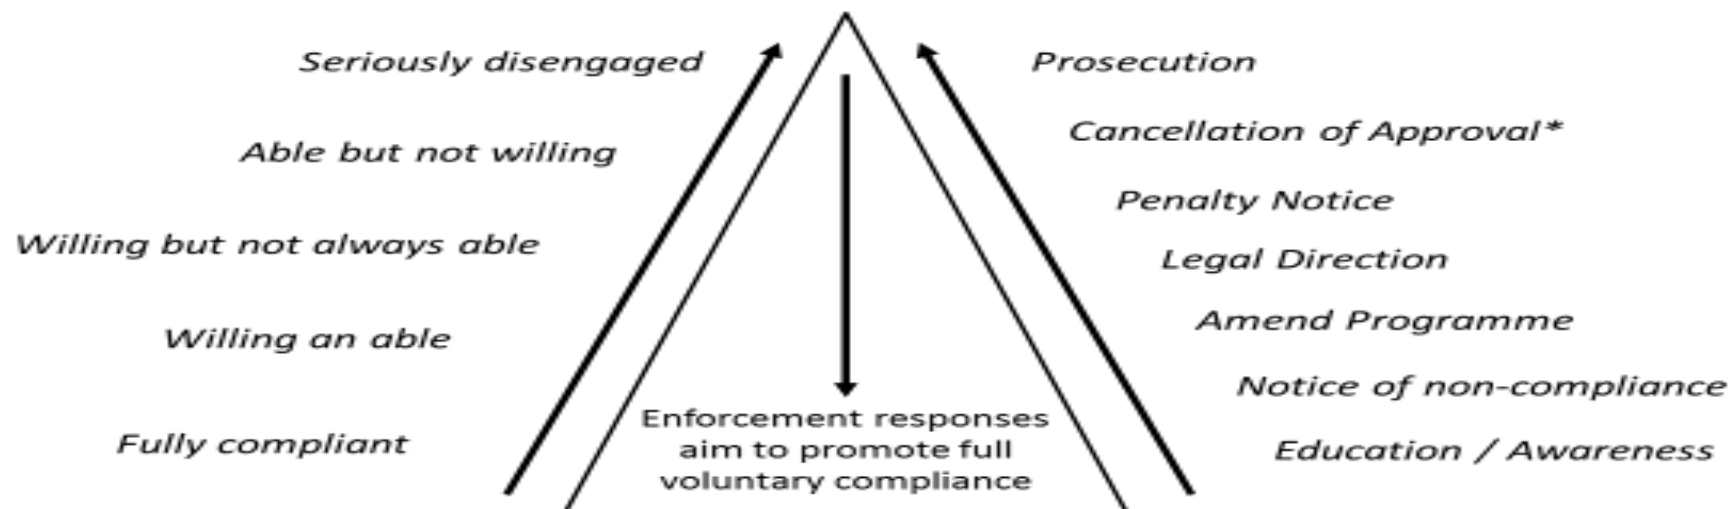 Seriously disengaged
Prosecution
Cancellation of Approval*
Able but not willing
Penalty Notice
Willing but not always able
Legal Direction
Amend Programme
Willing an able
Notice of non-compliance
Enforcement responses
aim to promote full
voluntary compliance
Fully compliant
Education / Awareness